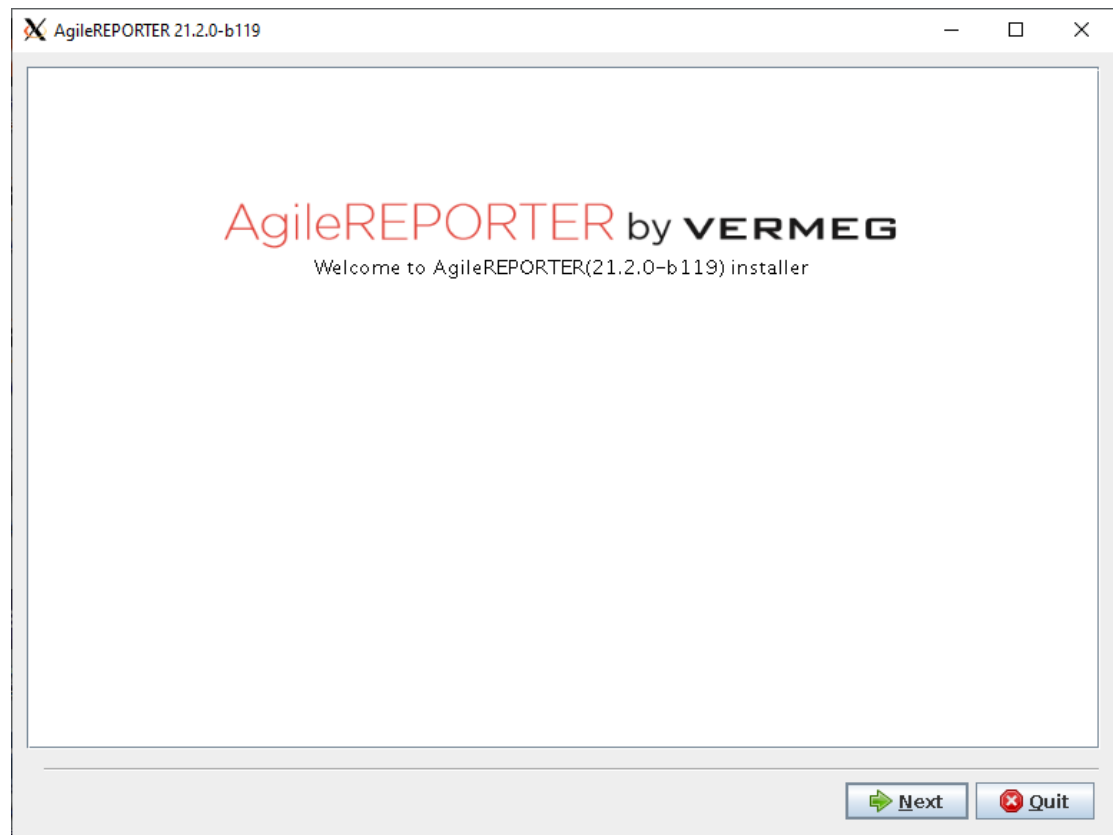 AgileREPORTER 21.2.0-b119
AgileREPORTER by VERMEG
Welcome to AgileREPORTER(21.2.0-b119) installer
Next
Quit